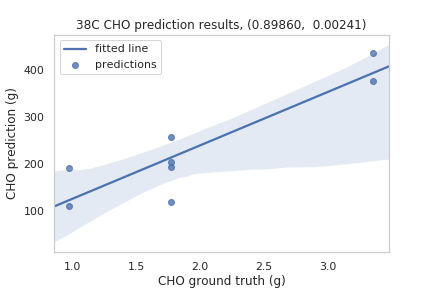 38C CHO prediction results, (0.89860,  0.00241)
fitted line
predictions
CHO prediction (g)
400
300
200
100
1.0 1.5 2.0 2.5 3.0
CHO ground truth (g)